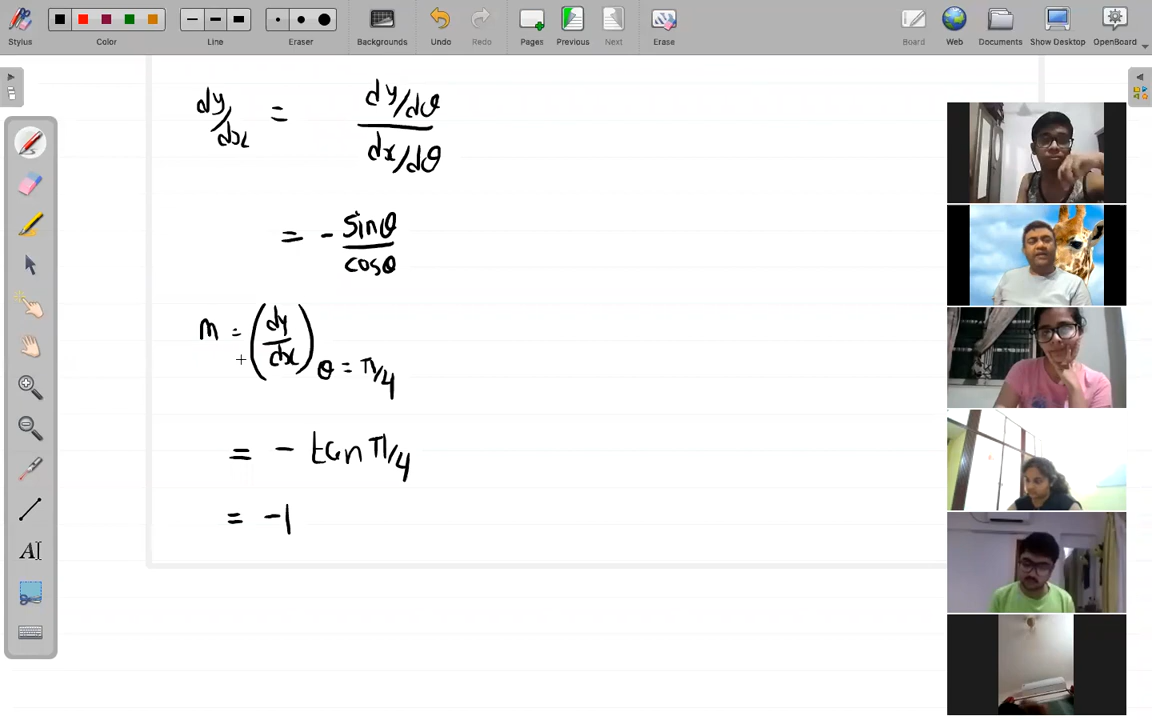 Stylus Color Line Eraser Backgrounds Undo Redo Pages Previous Next Erase Board Web Documents Show Desktop OpenBoard
dy/dx = dy/dθ / dx/dθ
= - sinθ / cosθ
m = (dy/dx) θ = π/4
= - tan π/4
= -1
AI